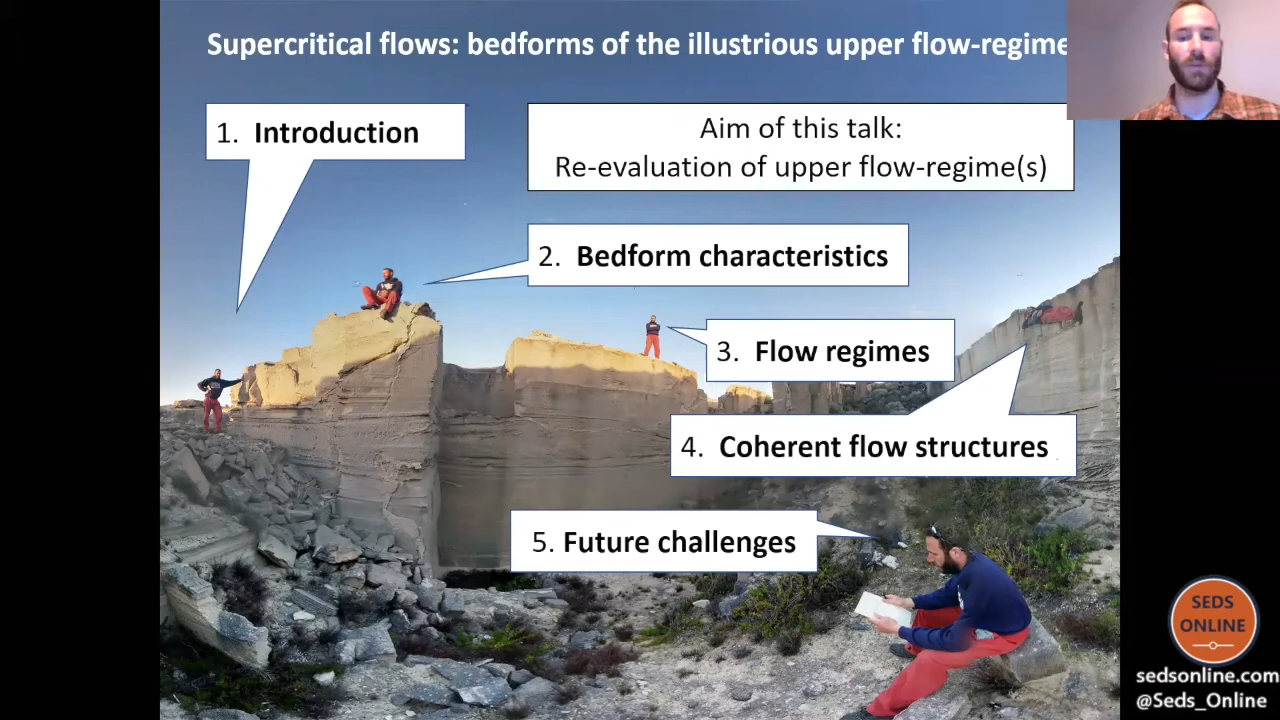 Supercritical flows: bedforms of the illustrious upper flow-regime
1. Introduction
Aim of this talk:
Re-evaluation of upper flow-regime(s)
2. Bedform characteristics
3. Flow regimes
4. Coherent flow structures
5. Future challenges
SEDS
ONLINE
sedsonline.com
@Seds_Online